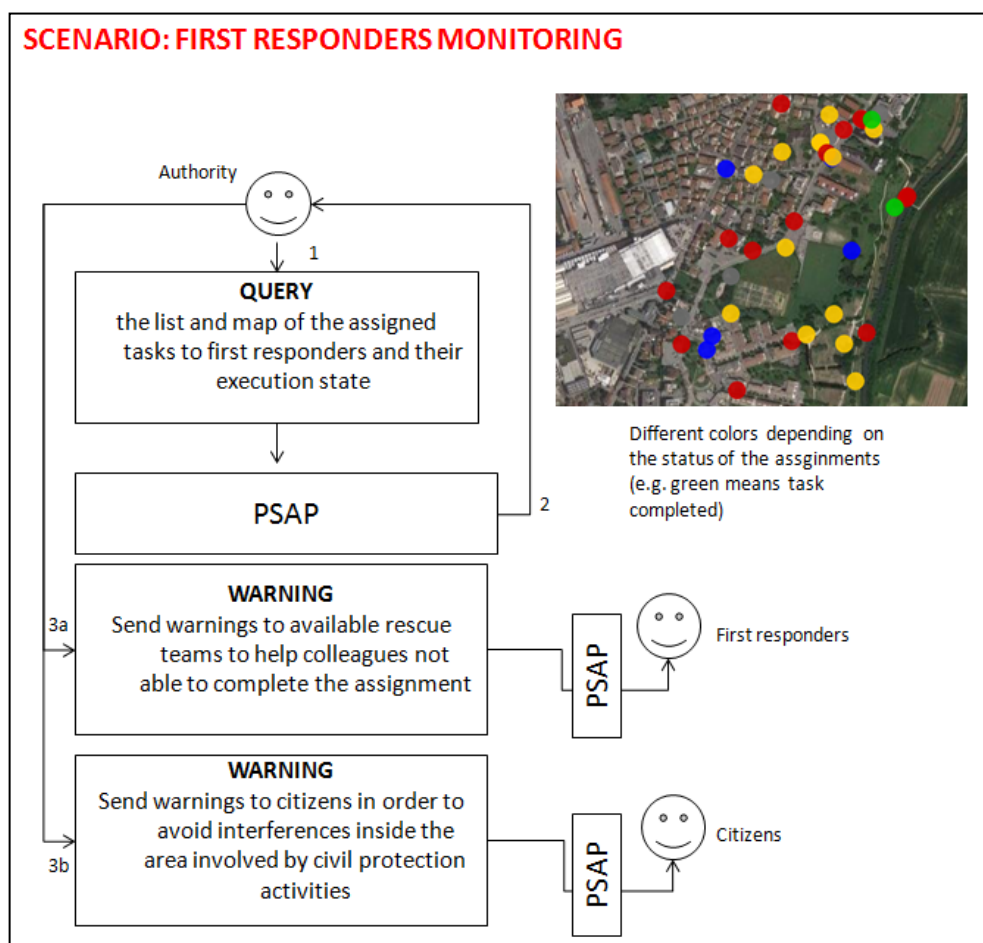 SCENARIO: FIRST RESPONDERS MONITORING
Authority
1
QUERY
the list and map of the assigned
tasks to first responders and their
execution state
PSAP
2
Different colors depending on
the status of the assginments
(e.g. green means task
completed)
3a
WARNING
Send warnings to available rescue
teams to help colleagues not
able to complete the assignment
PSAP
First responders
3b
WARNING
Send warnings to citizens in order to
avoid interferences inside the
area involved by civil protection
activities
PSAP
Citizens